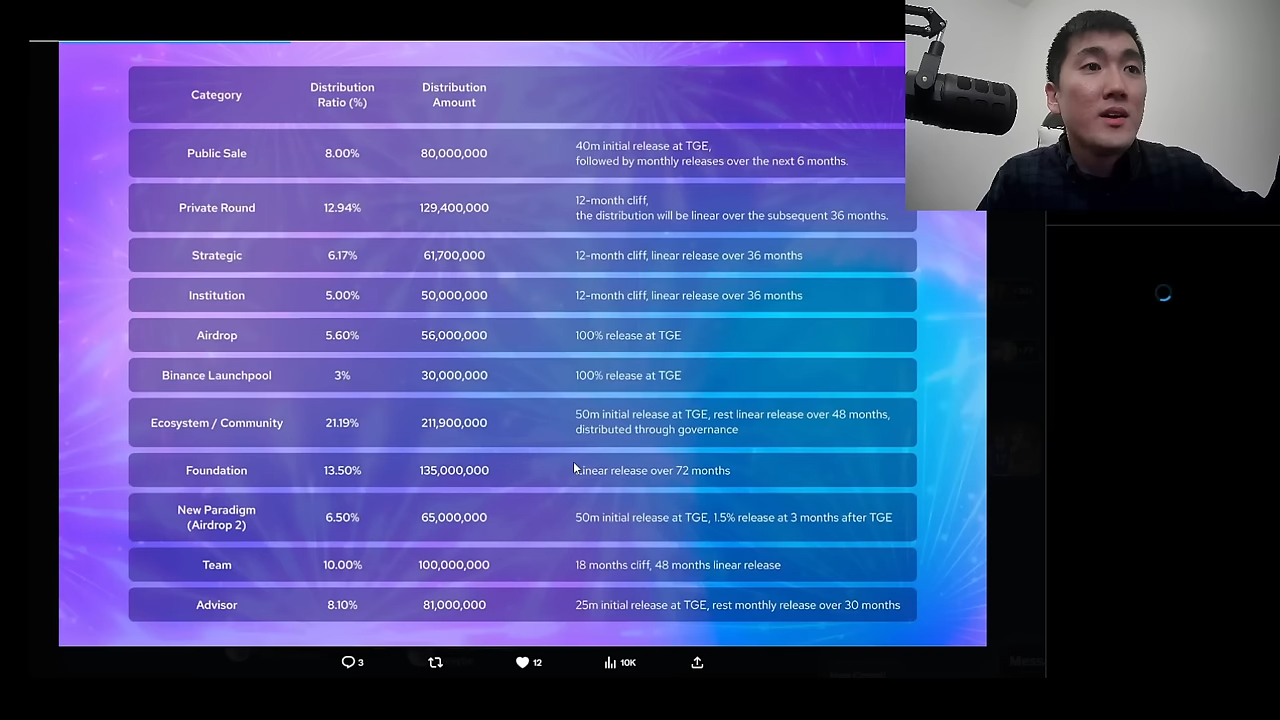 Category
Distribution
Ratio (%)
Distribution
Amount
Public Sale
8.00%
80,000,000
40m initial release at TGE,
followed by monthly releases over the next 6 months.
Private Round
12.94%
129,400,000
12-month cliff,
the distribution will be linear over the subsequent 36 months.
Strategic
6.17%
61,700,000
12-month cliff, linear release over 36 months
Institution
5.00%
50,000,000
12-month cliff, linear release over 36 months
Airdrop
5.60%
56,000,000
100% release at TGE
Binance Launchpool
3%
30,000,000
100% release at TGE
Ecosystem / Community
21.19%
211,900,000
50m initial release at TGE, rest linear release over 48 months,
distributed through governance
Foundation
13.50%
135,000,000
Linear release over 72 months
New Paradigm
(Airdrop 2)
6.50%
65,000,000
50m initial release at TGE, 1.5% release at 3 months after TGE
Team
10.00%
100,000,000
18 months cliff, 48 months linear release
Advisor
8.10%
81,000,000
25m initial release at TGE, rest monthly release over 30 months
3
12
10K